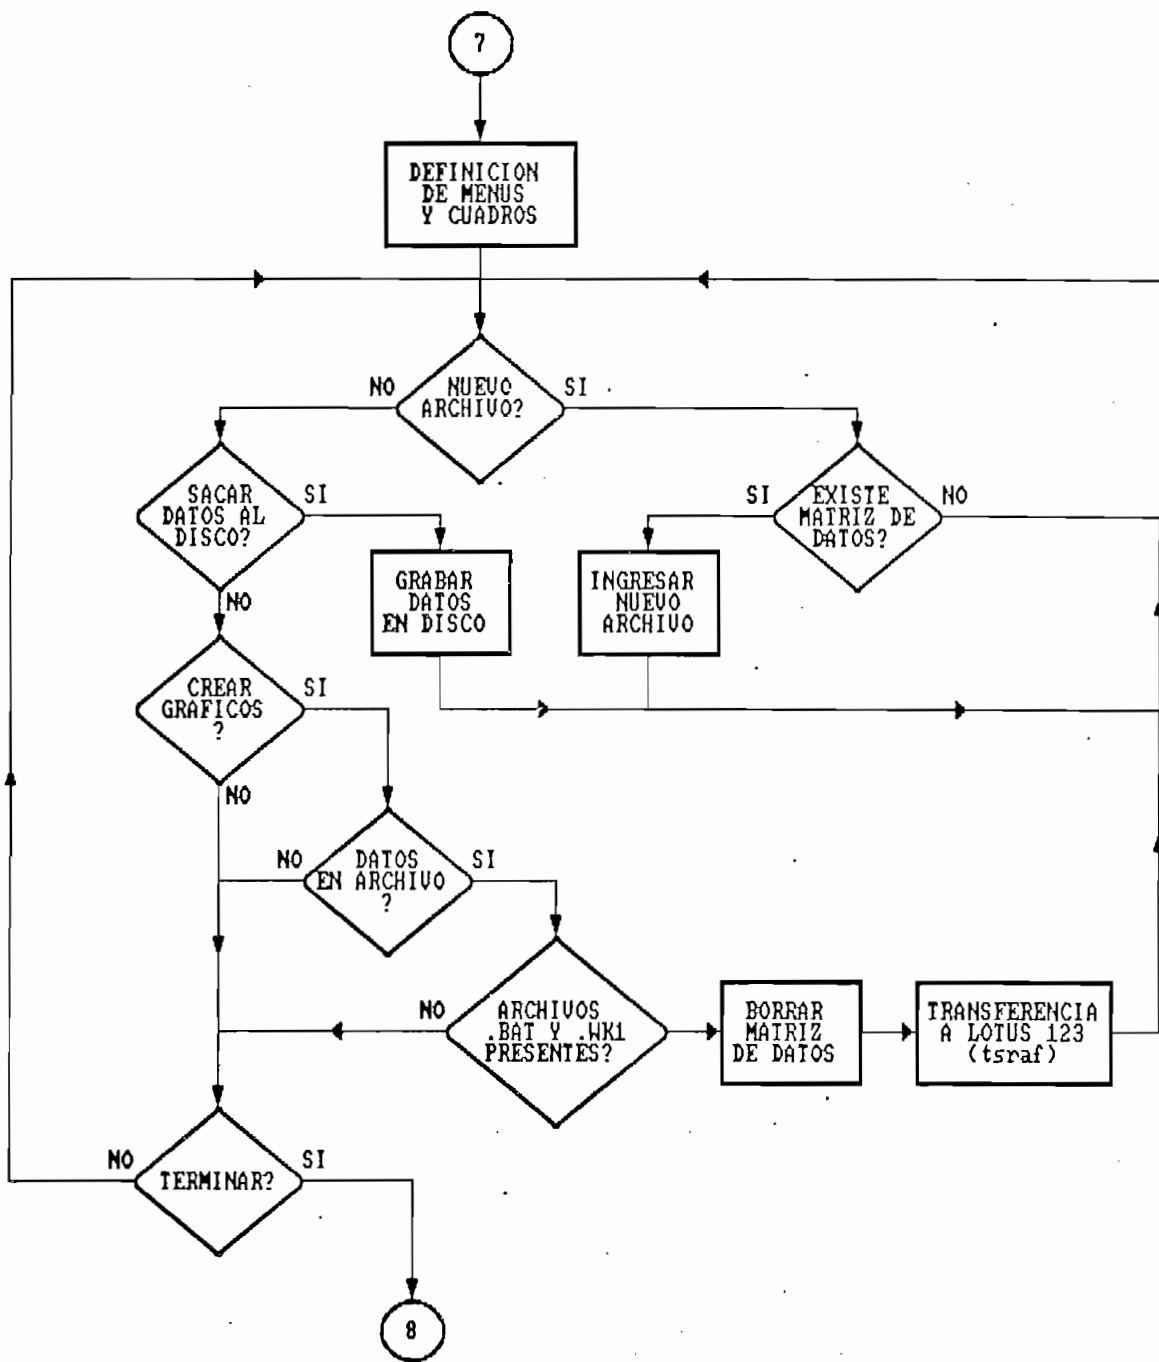 7
DEFINICION
DE MENUS
Y CUADROS
NO
NUEVO
ARCHIVO?
SI
SACAR
DATOS AL
DISCO?
SI
NO
SI
EXISTE
MATRIZ DE
DATOS?
NO
GRABAR
DATOS
EN DISCO
INGRESAR
NUEVO
ARCHIVO
CREAR
GRAFICOS
?
SI
NO
NO
DATOS
EN ARCHIVO
?
SI
NO
ARCHIVOS
.BAT Y .WK1
PRESENTES?
BORRAR
MATRIZ
DE DATOS
TRANSFERENCIA
A LOTUS 123
(tsraf)
NO
TERMINAR?
SI
8